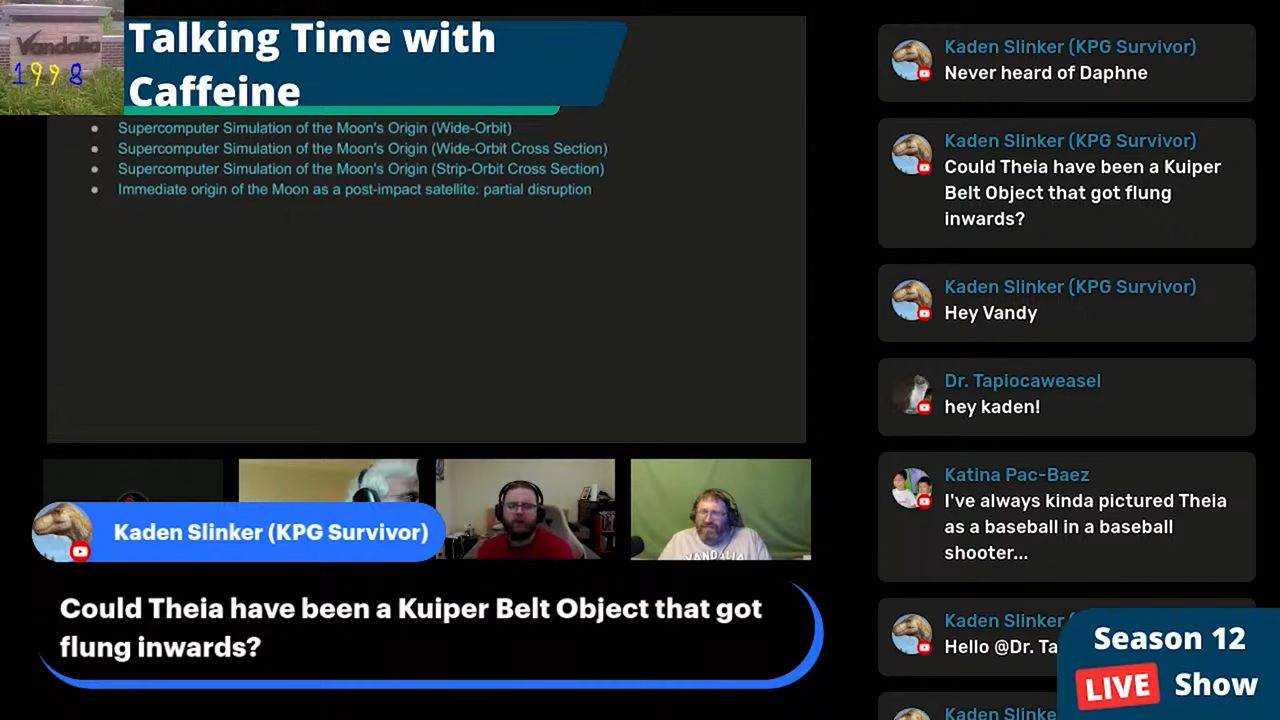 Vandalia
1998
Talking Time with
Caffeine
Supercomputer Simulation of the Moon's Origin (Wide-Orbit)
Supercomputer Simulation of the Moon's Origin (Wide-Orbit Cross Section)
Supercomputer Simulation of the Moon's Origin (Strip-Orbit Cross Section)
Immediate origin of the Moon as a post-impact satellite: partial disruption
VANDALIA
Kaden Slinker (KPG Survivor)
Could Theia have been a Kuiper Belt Object that got
flung inwards?
Kaden Slinker (KPG Survivor)
Never heard of Daphne
Kaden Slinker (KPG Survivor)
Could Theia have been a Kuiper
Belt Object that got flung
inwards?
Kaden Slinker (KPG Survivor)
Hey Vandy
Dr. Tapiocaweasel
hey kaden!
Katina Pac-Baez
I've always kinda pictured Theia
as a baseball in a baseball
shooter...
Kaden Slinker
Hello @Dr. Ta
Kaden Slinke
Season 12
LIVE Show